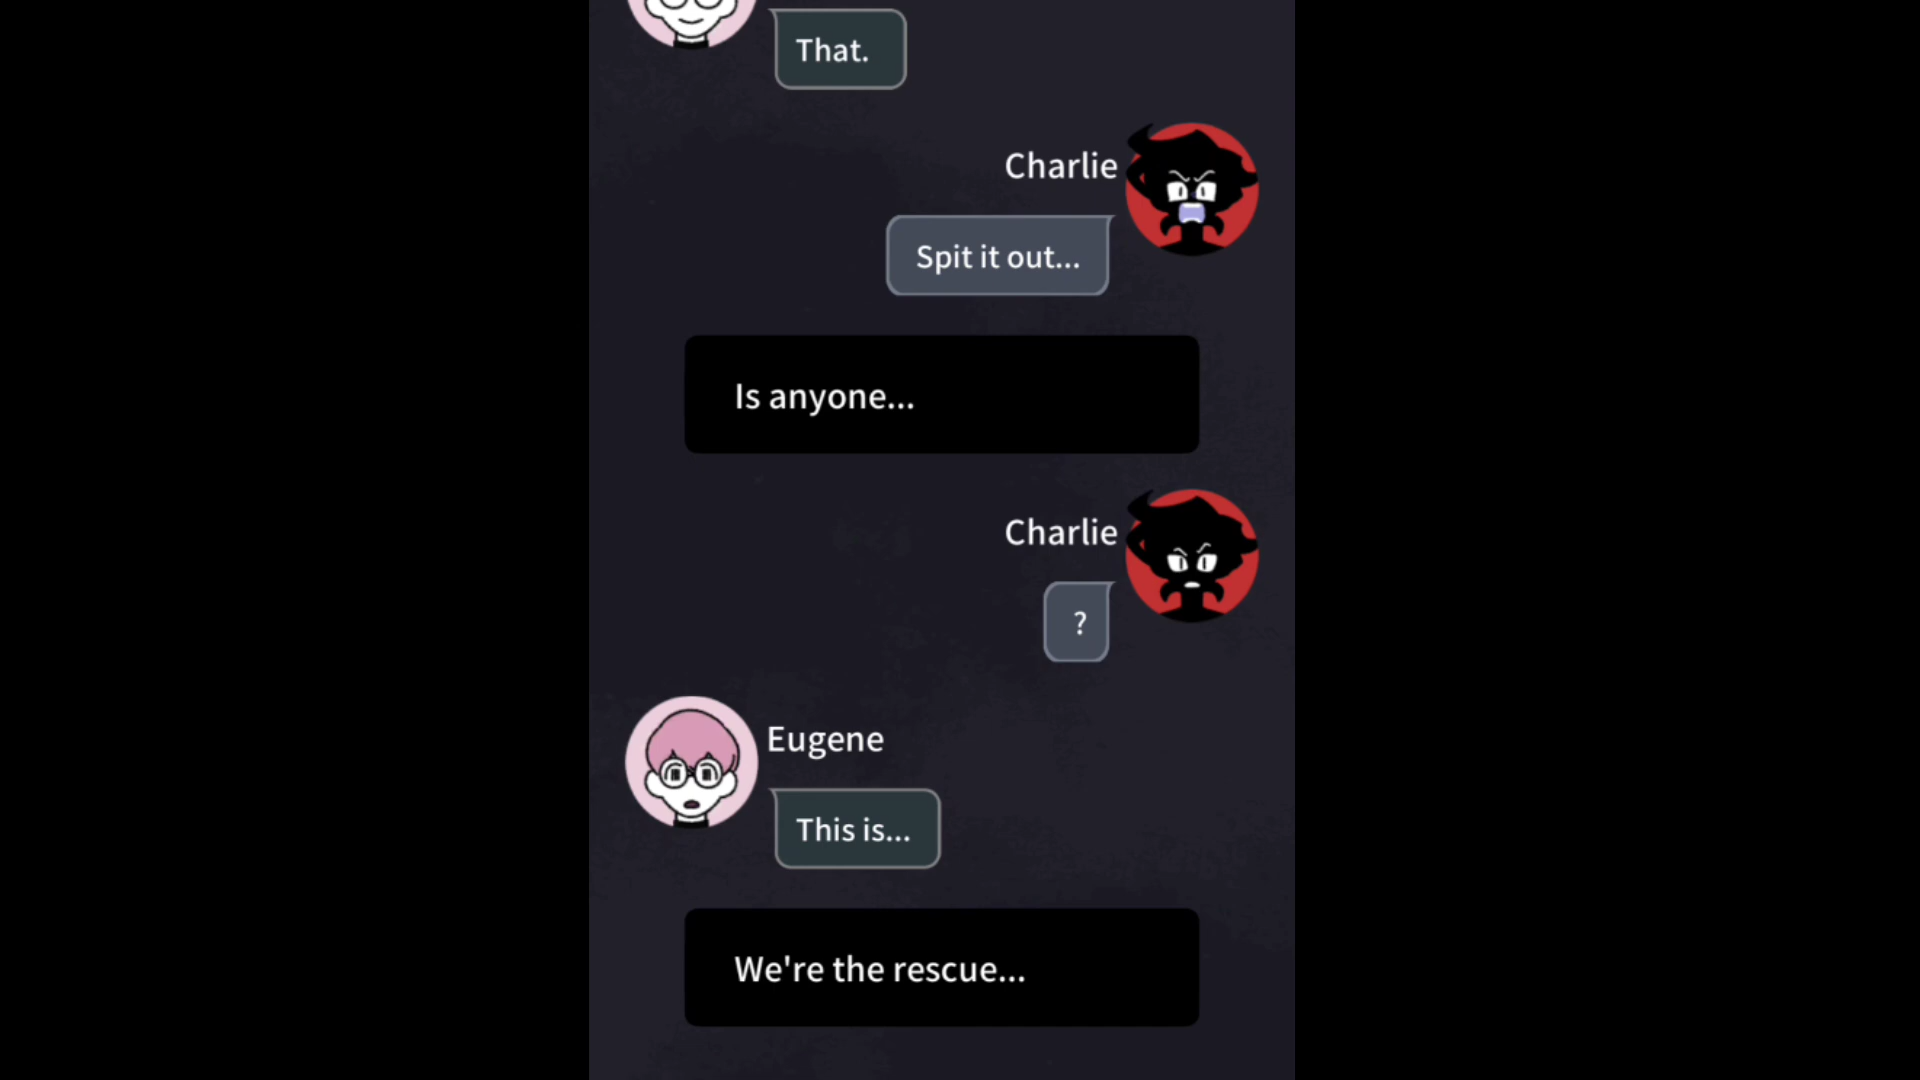 That.
Charlie
Spit it out...
Is anyone...
Charlie
?
Eugene
This is...
We're the rescue...